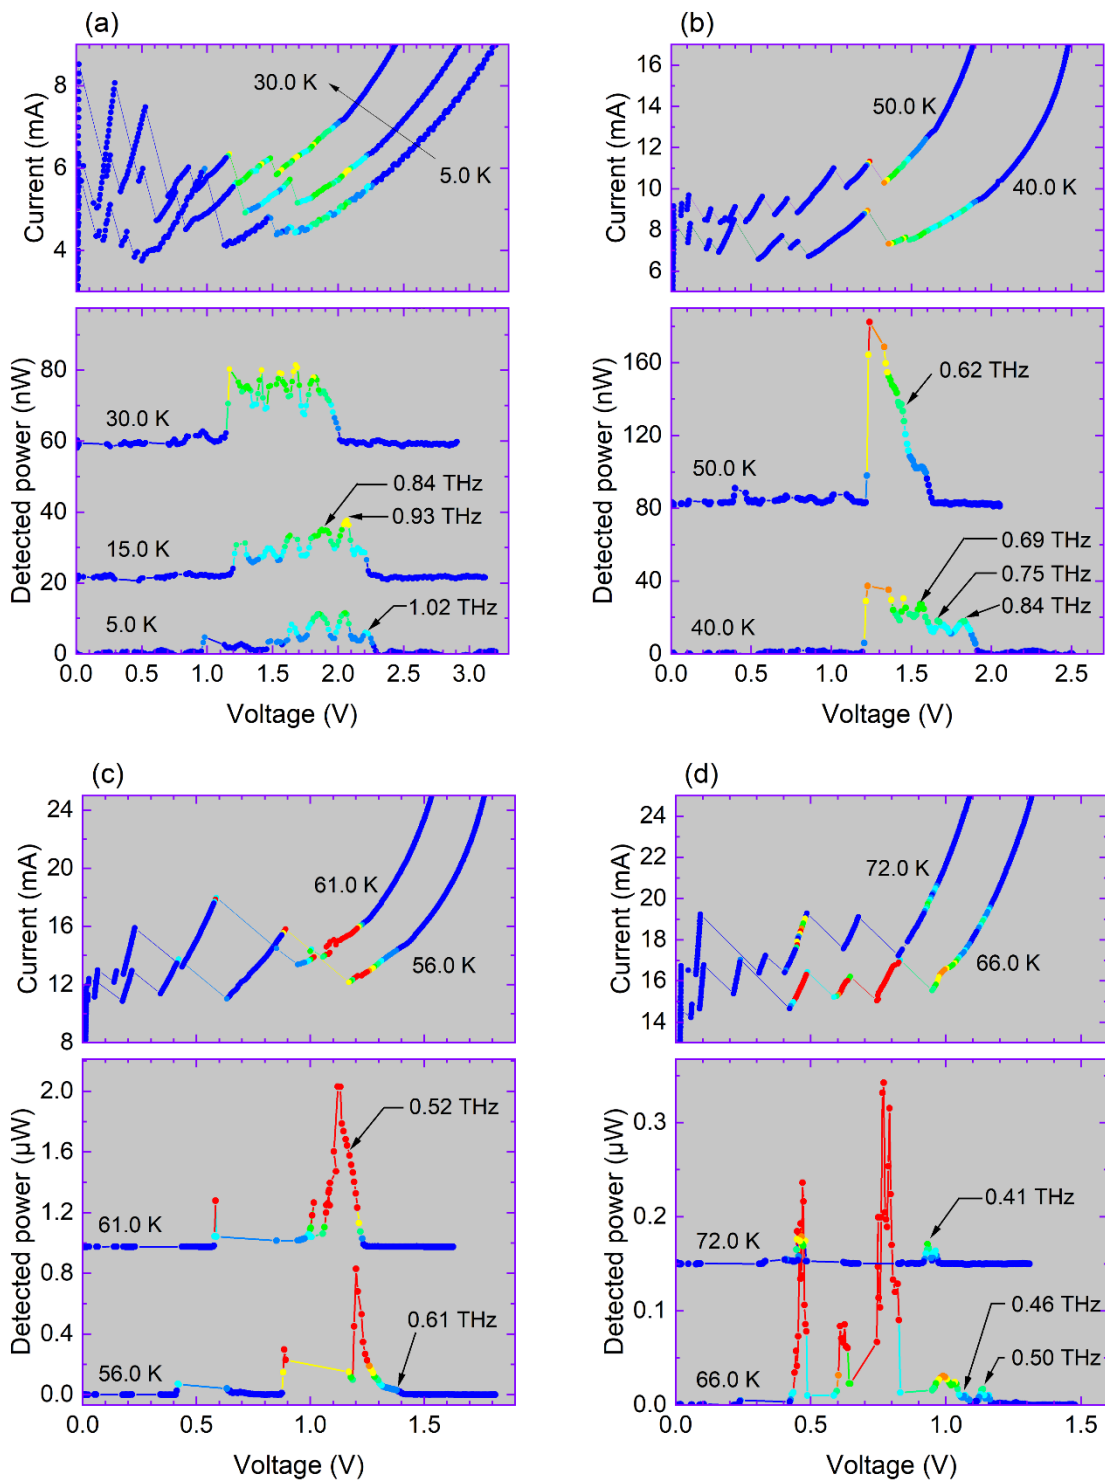 (a)
8
6
4
Current (mA)
30.0 K
5.0 K
80
60
40
20
0
Detected power (nW)
30.0 K
0.84 THz
0.93 THz
15.0 K
5.0 K
1.02 THz
0.0 0.5 1.0 1.5 2.0 2.5 3.0
Voltage (V)
(b)
16
14
12
10
8
6
Current (mA)
50.0 K
40.0 K
160
120
80
40
0
Detected power (nW)
0.62 THz
50.0 K
0.69 THz
0.75 THz
0.84 THz
40.0 K
0.0 0.5 1.0 1.5 2.0 2.5
Voltage (V)
(c)
24
20
16
12
8
Current (mA)
61.0 K
56.0 K
2.0
1.6
1.2
0.8
0.4
0.0
Detected power (µW)
0.52 THz
61.0 K
0.61 THz
56.0 K
0.0 0.5 1.0 1.5
Voltage (V)
(d)
24
22
20
18
16
14
Current (mA)
72.0 K
66.0 K
0.3
0.2
0.1
0.0
Detected power (µW)
0.41 THz
72.0 K
0.46 THz
0.50 THz
66.0 K
0.0 0.5 1.0 1.5
Voltage (V)